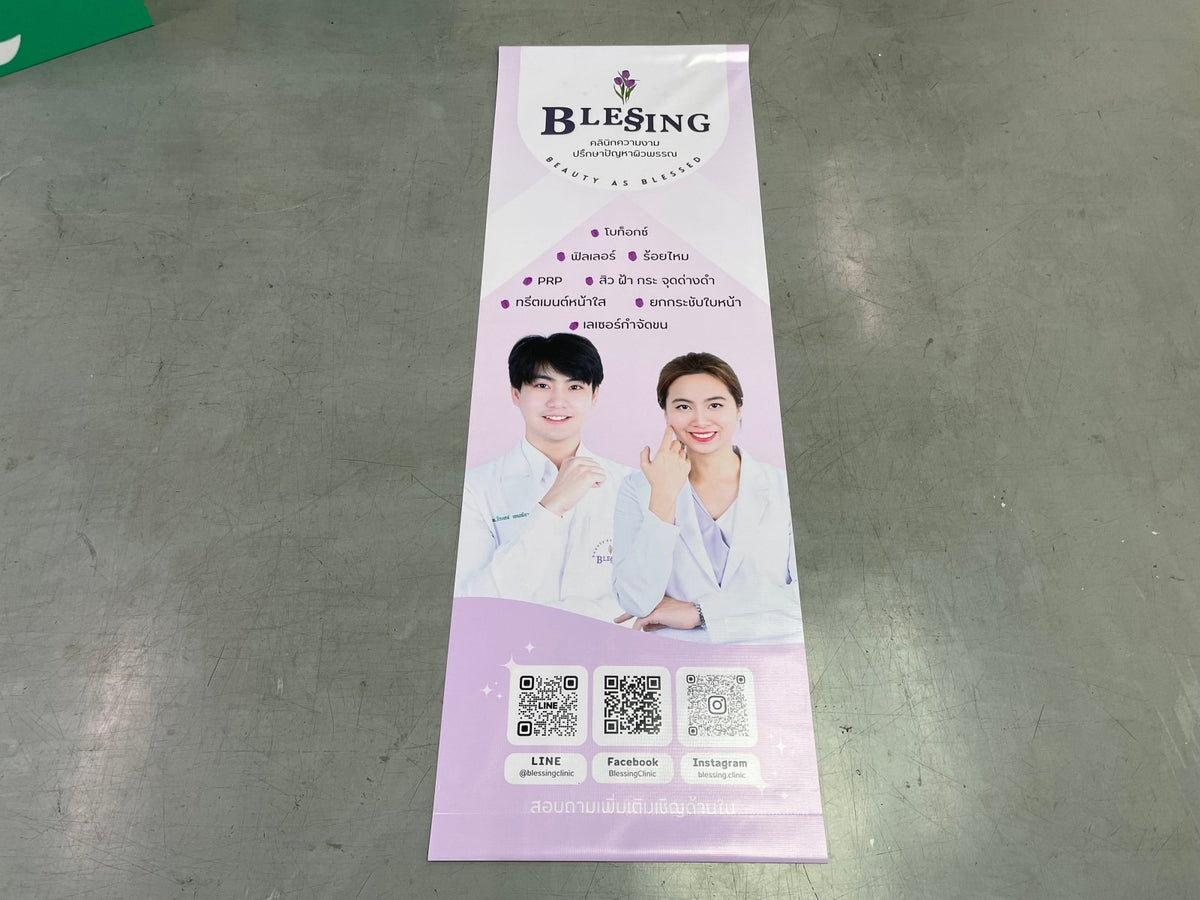 BLESSING
คลินิกความงาม
ปรึกษาปัญหาผิวพรรณ
BEAUTY AS BLESSED
โบท็อกซ์
ฟิลเลอร์ ร้อยไหม
PRP สิว ฝ้า กระ จุดด่างดำ
ทรีตเมนต์หน้าใส ยกกระชับใบหน้า
เลเซอร์กำจัดขน
LINE
LINE Facebook Instagram
@blessingclinic BlessingClinic blessing.clinic
สอบถามเพิ่มเติมเชิญด้านใน